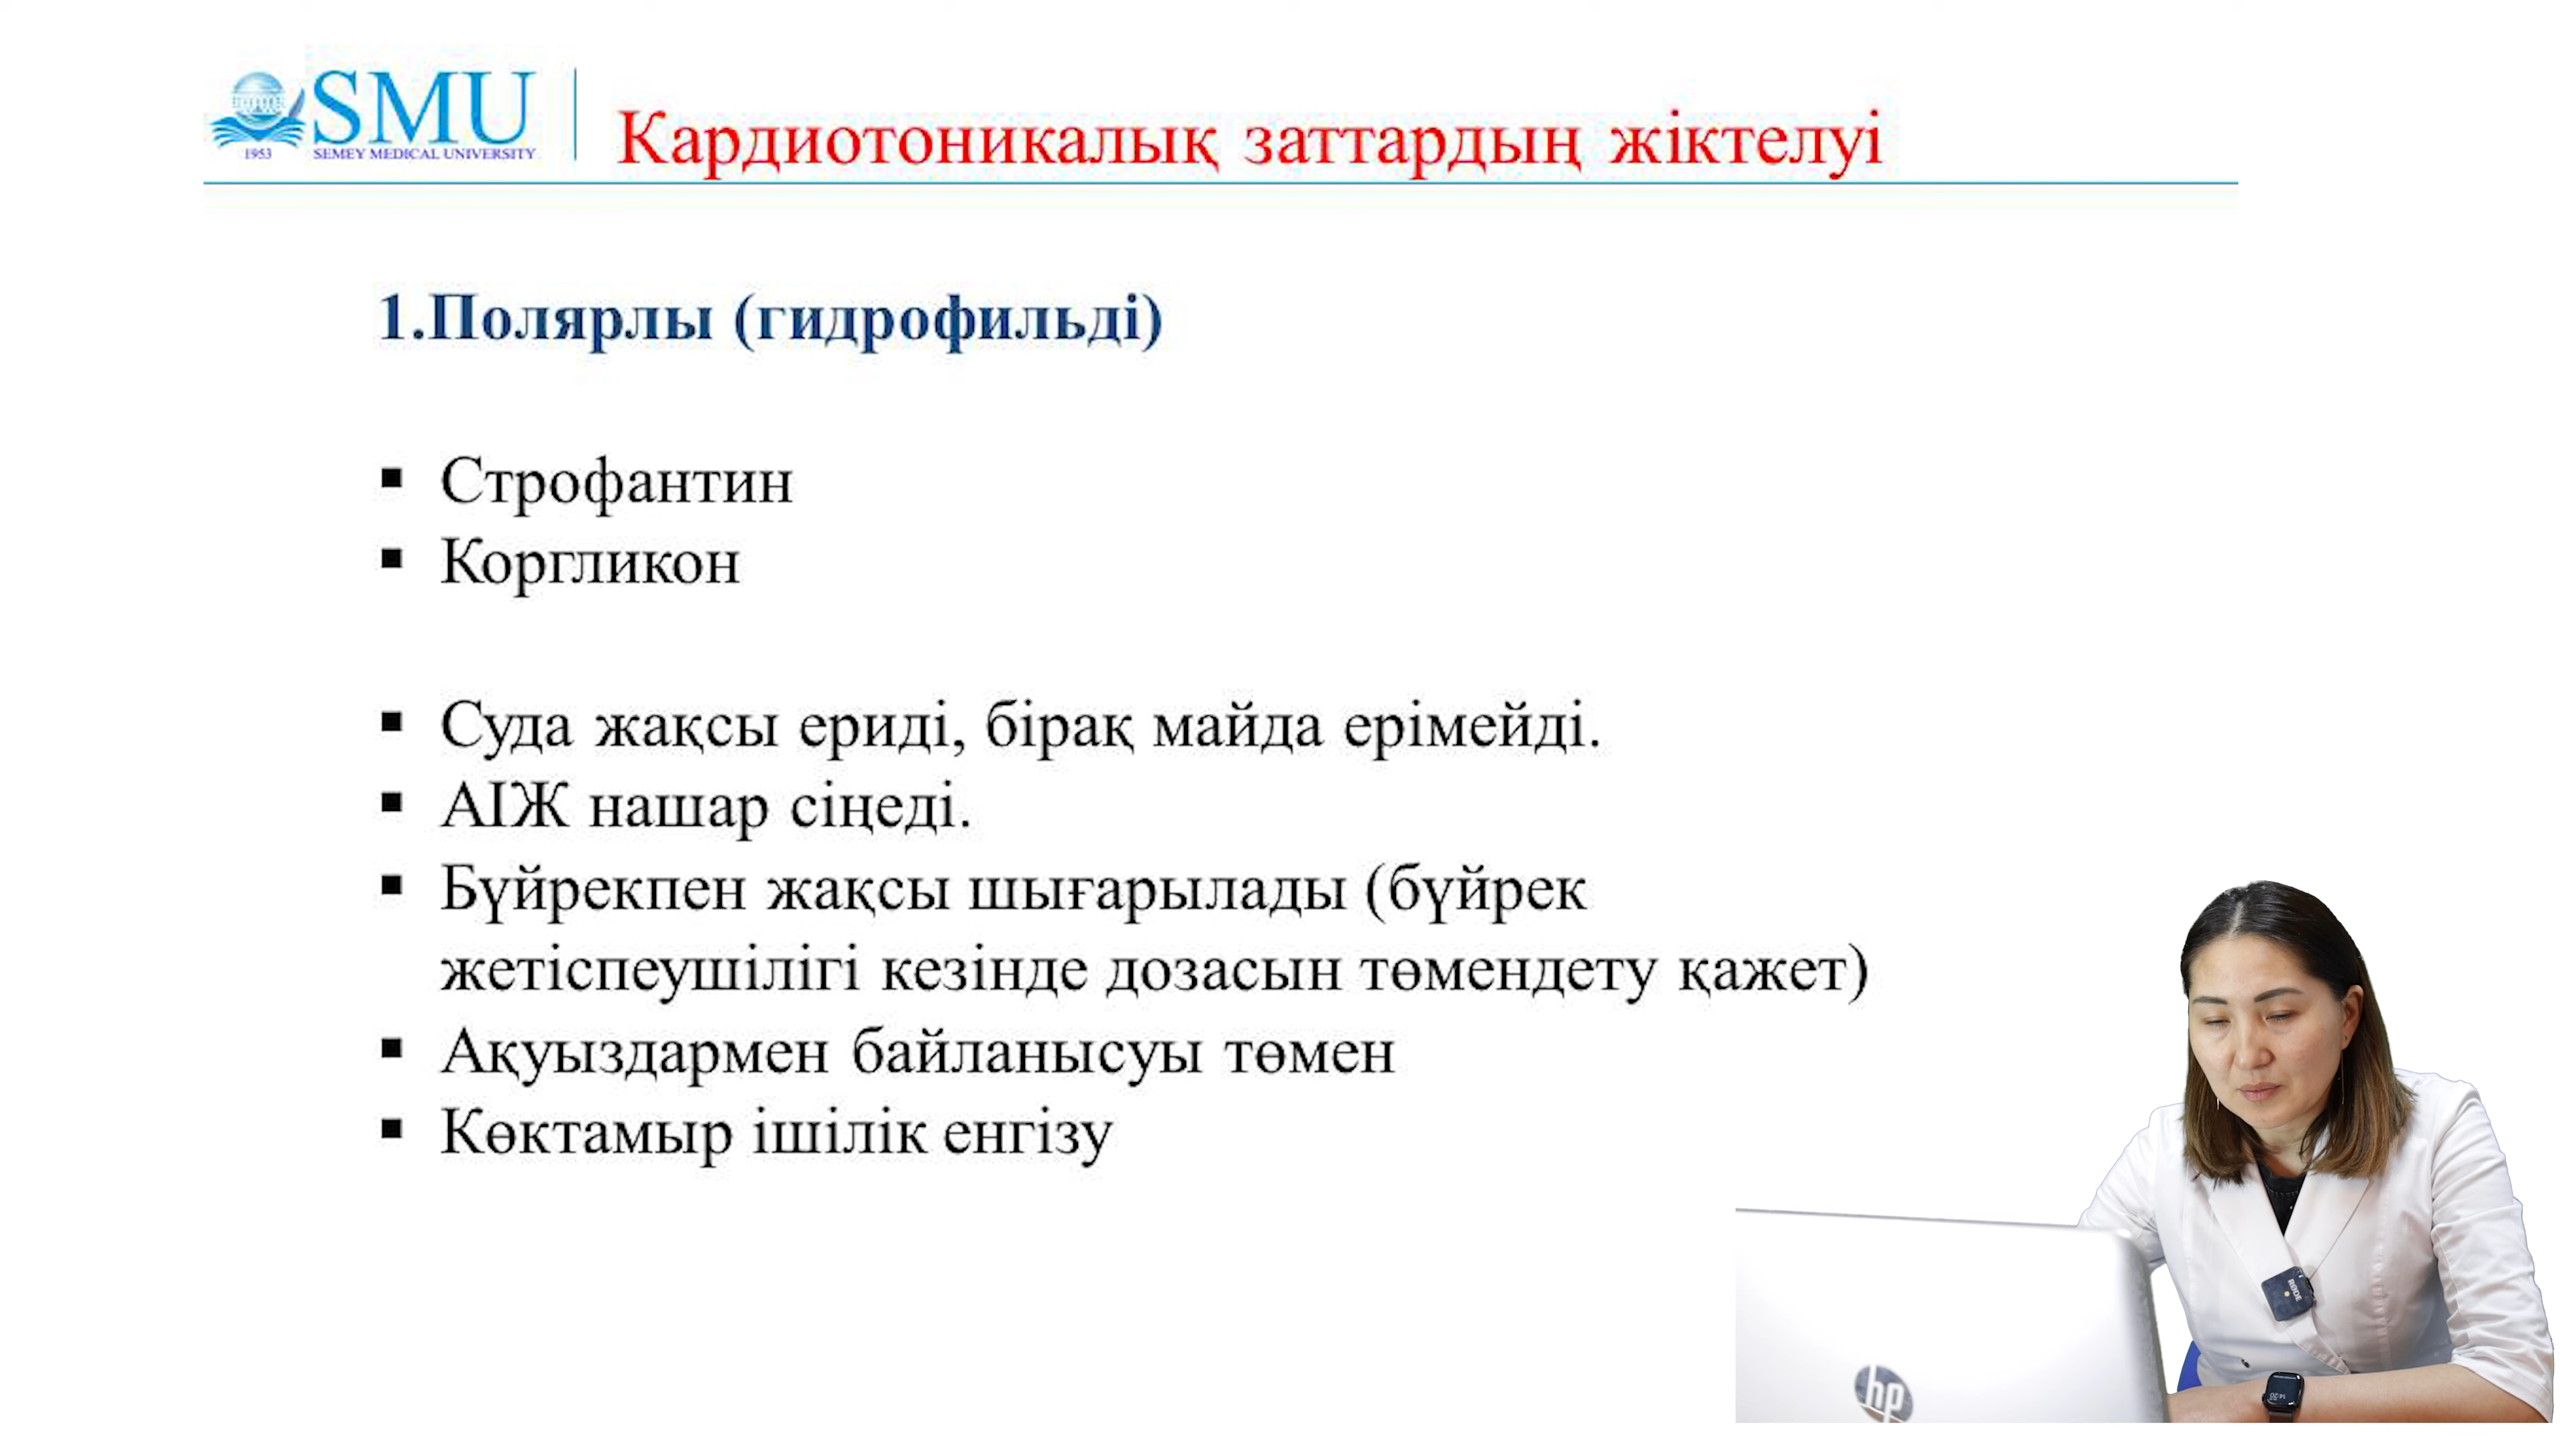 SMU
1953 SEMEY MEDICAL UNIVERSITY
Кардиотоникалық заттардың жіктелуі
1.Полярлы (гидрофильді)
▪ Строфантин
▪ Коргликон
▪ Суда жақсы ериді, бірақ майда ерімейді.
▪ АІЖ нашар сіңеді.
▪ Бүйрекпен жақсы шығарылады (бүйрек
жетіспеушілігі кезінде дозасын төмендету қажет)
▪ Ақуыздармен байланысуы төмен
▪ Көктамыр ішілік енгізу
RØDE
hp